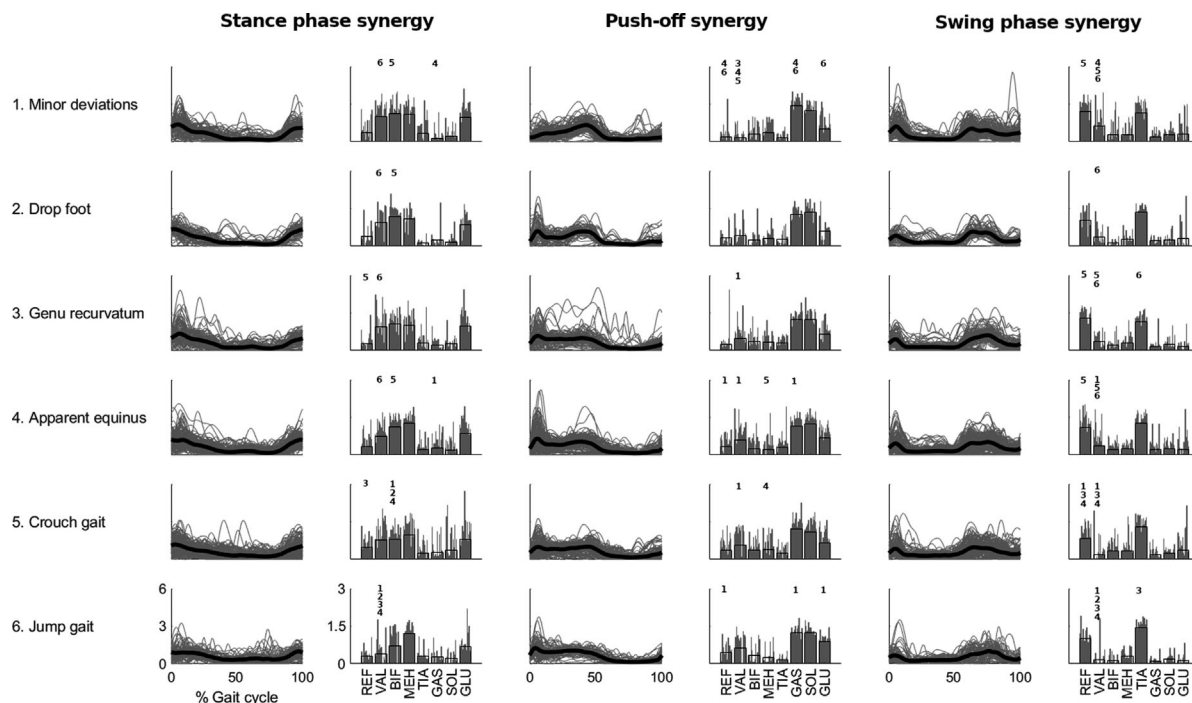 Stance phase synergy Push-off synergy Swing phase synergy
1. Minor deviations
6 5 4
4 6
3 4 5
4 6
6
5
4 5 6
2. Drop foot
6 5
6
3. Genu recurvatum
5 6
1
5
5 6
6
4. Apparent equinus
6 5 1
1 1 5 1
5
1 5 6
5. Crouch gait
3
1 2 4
1 4
1 3 4
1 3 4
6. Jump gait
1 2 3 4
1 1 1
1 2 3 4
3
6 3
3 1.5
0 0
0 50 100
% Gait cycle
REF VAL BIF MEH TIA GAS SOL GLU
0 50 100
REF VAL BIF MEH TIA GAS SOL GLU
0 50 100
REF VAL BIF MEH TIA GAS SOL GLU